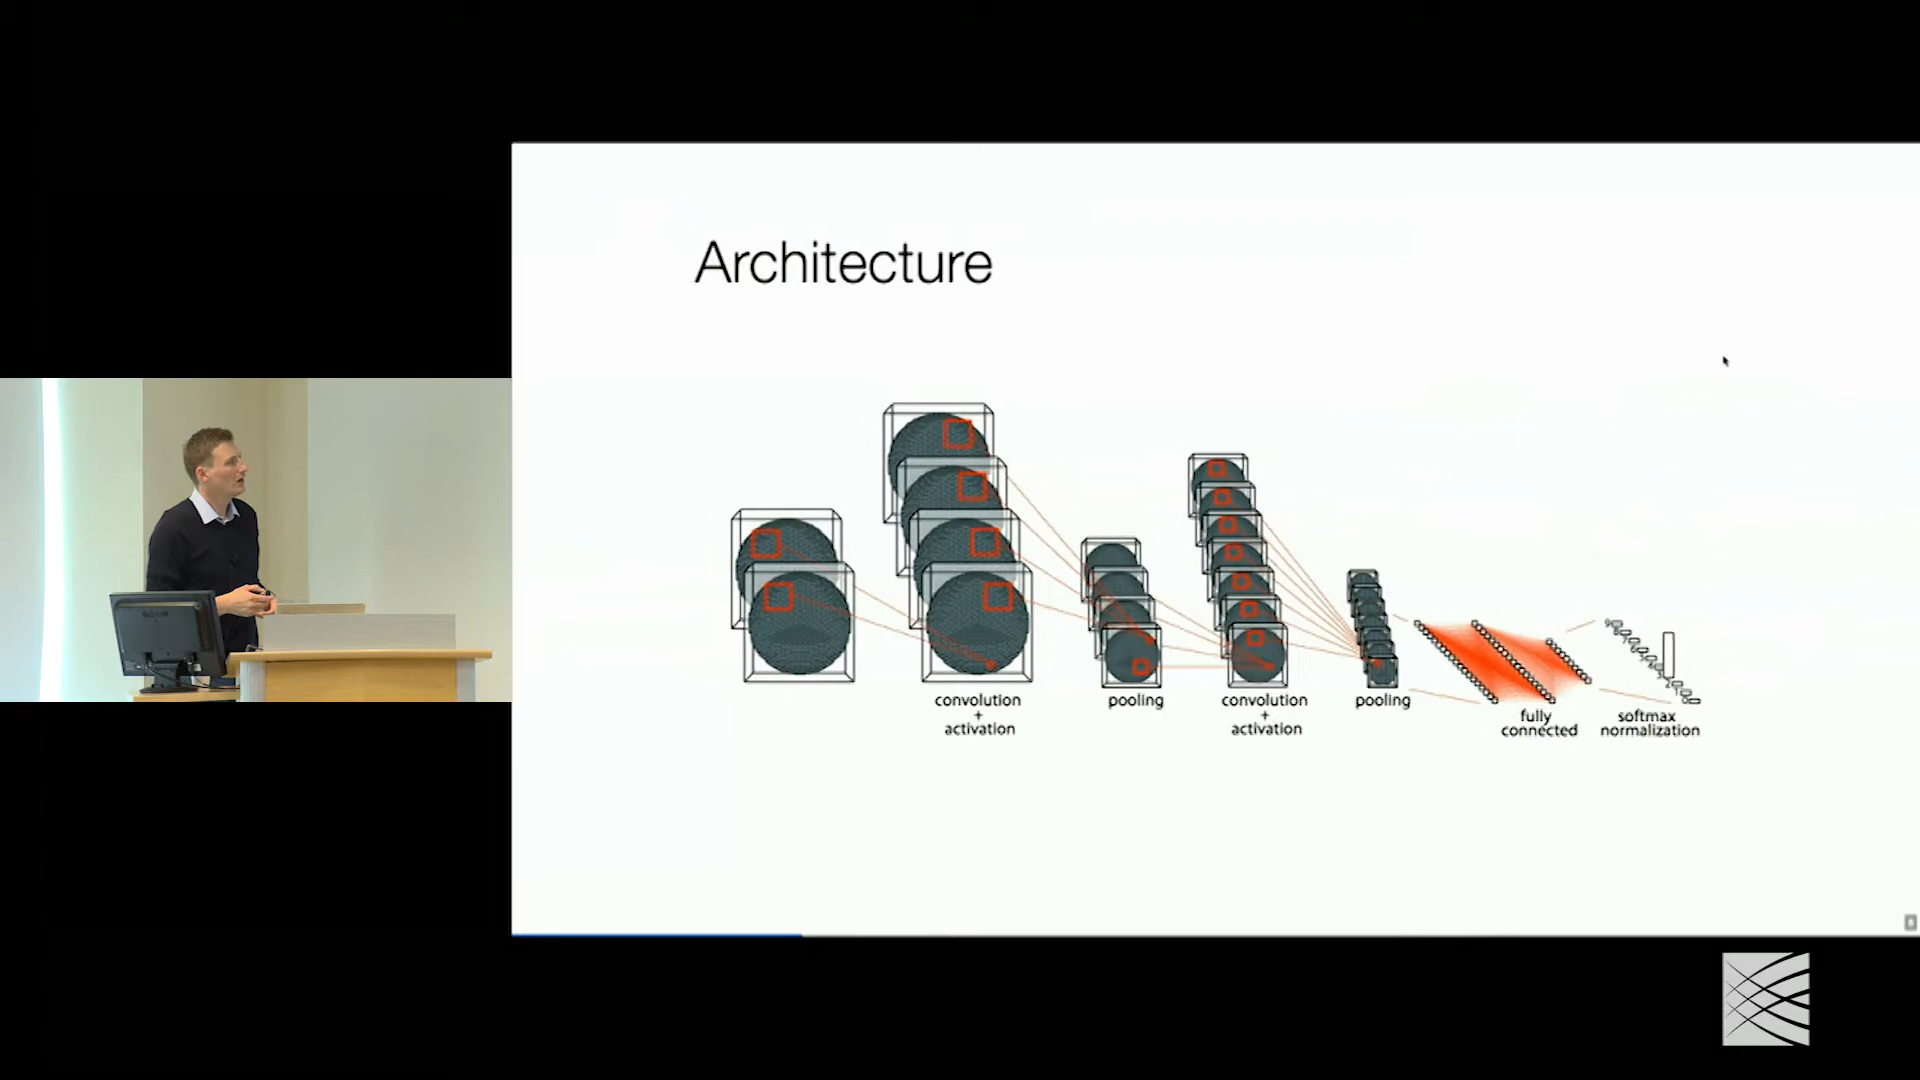 Architecture
convolution
+
activation
pooling
convolution
+
activation
pooling
fully
connected
softmax
normalization